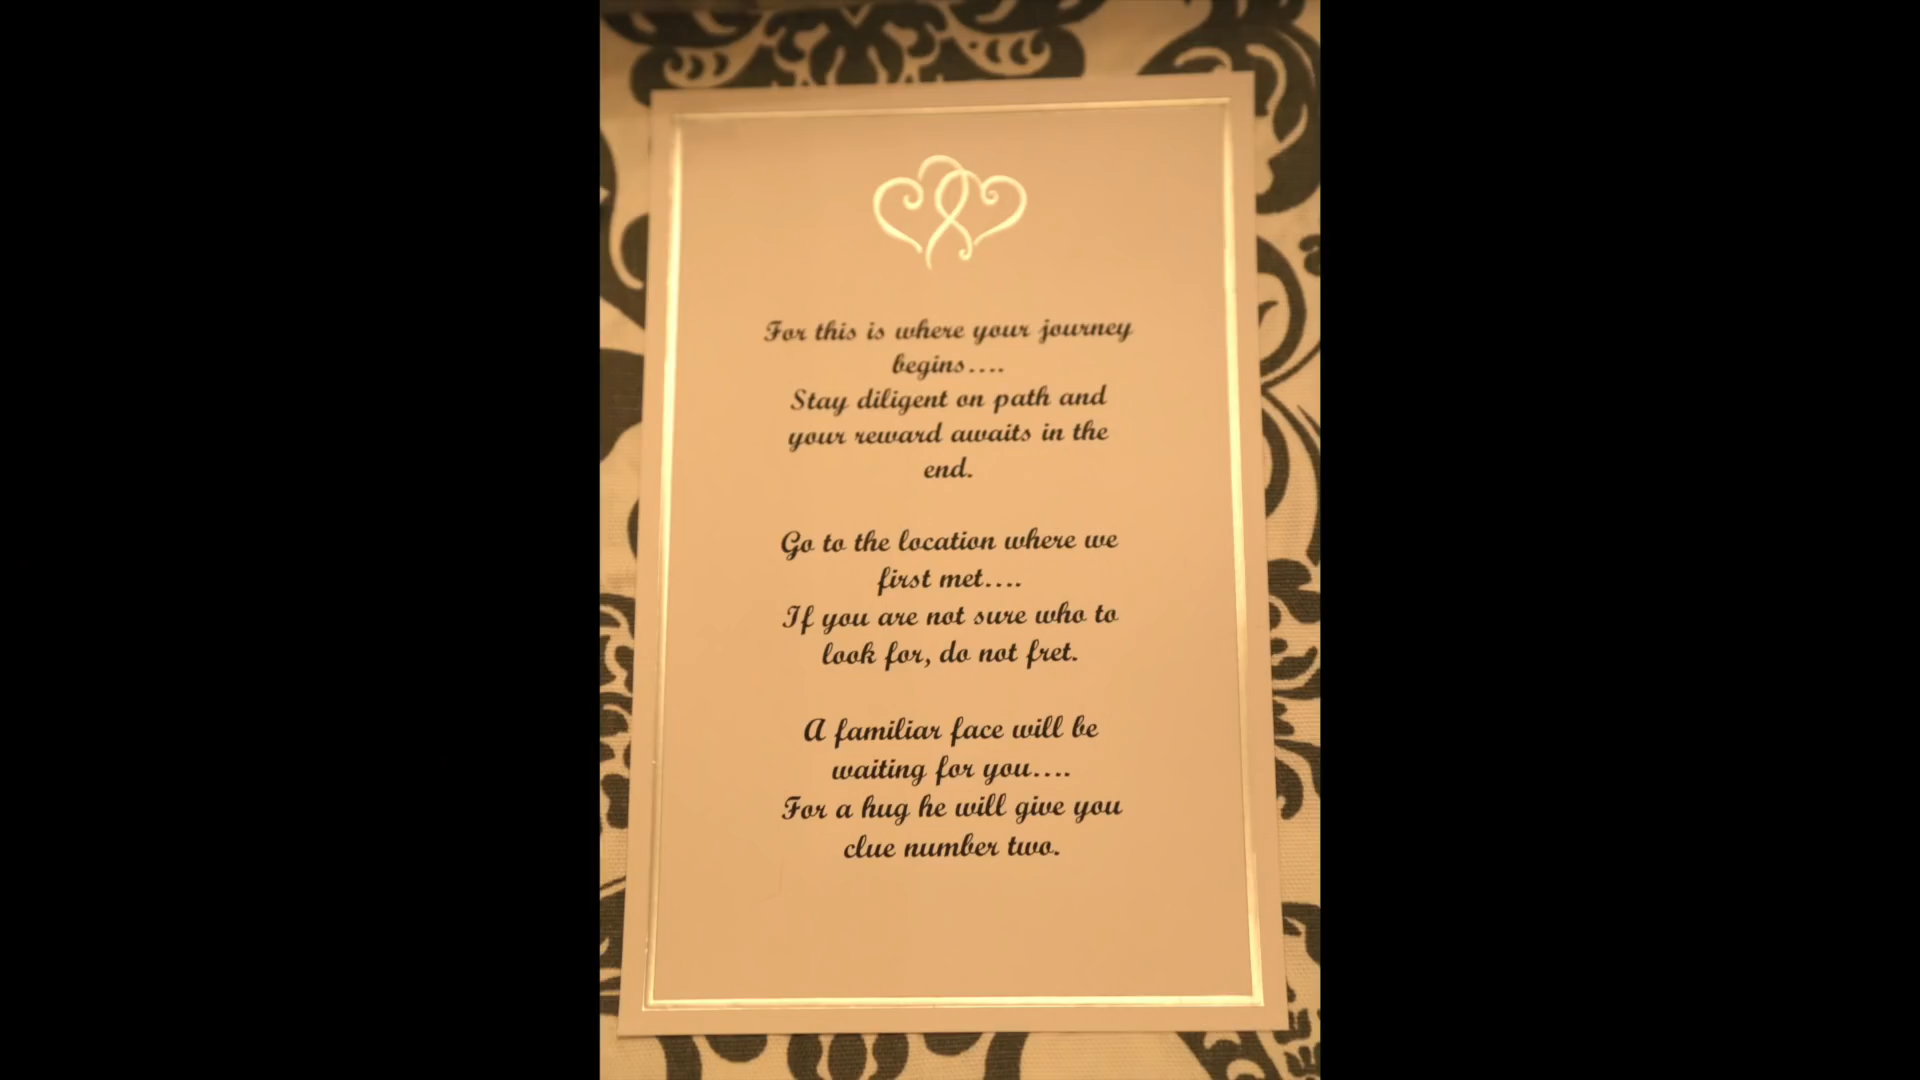 For this is where your journey
begins....
Stay diligent on path and
your reward awaits in the
end.
Go to the location where we
first met....
If you are not sure who to
look for, do not fret.
A familiar face will be
waiting for you....
For a hug he will give you
clue number two.